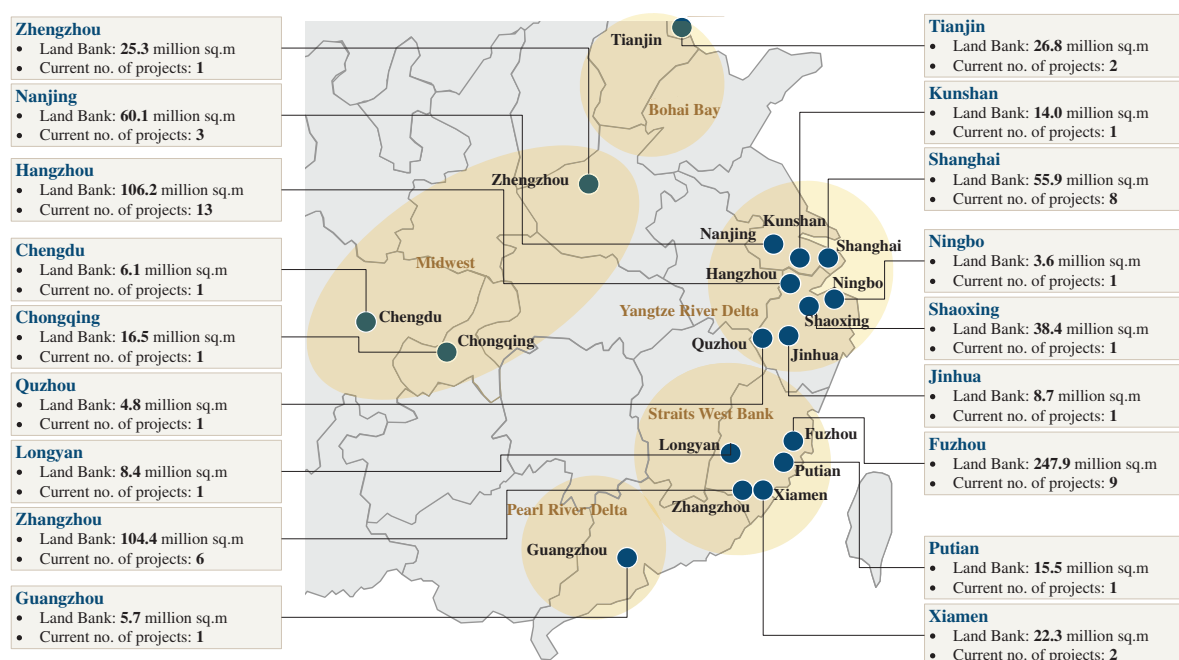 Zhengzhou
• Land Bank: 25.3 million sq.m
• Current no. of projects: 1
Nanjing
• Land Bank: 60.1 million sq.m
• Current no. of projects: 3
Hangzhou
• Land Bank: 106.2 million sq.m
• Current no. of projects: 13
Chengdu
• Land Bank: 6.1 million sq.m
• Current no. of projects: 1
Chongqing
• Land Bank: 16.5 million sq.m
• Current no. of projects: 1
Quzhou
• Land Bank: 4.8 million sq.m
• Current no. of projects: 1
Longyan
• Land Bank: 8.4 million sq.m
• Current no. of projects: 1
Zhangzhou
• Land Bank: 104.4 million sq.m
• Current no. of projects: 6
Guangzhou
• Land Bank: 5.7 million sq.m
• Current no. of projects: 1
Tianjin
Bohai Bay
Zhengzhou
Kunshan
Nanjing
Shanghai
Midwest
Hangzhou
Ningbo
Yangtze River Delta
Chengdu
Shaoxing
Chongqing
Quzhou
Jinhua
Straits West Bank
Fuzhou
Longyan
Putian
Xiamen
Zhangzhou
Pearl River Delta
Guangzhou
Tianjin
• Land Bank: 26.8 million sq.m
• Current no. of projects: 2
Kunshan
• Land Bank: 14.0 million sq.m
• Current no. of projects: 1
Shanghai
• Land Bank: 55.9 million sq.m
• Current no. of projects: 8
Ningbo
• Land Bank: 3.6 million sq.m
• Current no. of projects: 1
Shaoxing
• Land Bank: 38.4 million sq.m
• Current no. of projects: 1
Jinhua
• Land Bank: 8.7 million sq.m
• Current no. of projects: 1
Fuzhou
• Land Bank: 247.9 million sq.m
• Current no. of projects: 9
Putian
• Land Bank: 15.5 million sq.m
• Current no. of projects: 1
Xiamen
• Land Bank: 22.3 million sq.m
• Current no. of projects: 2